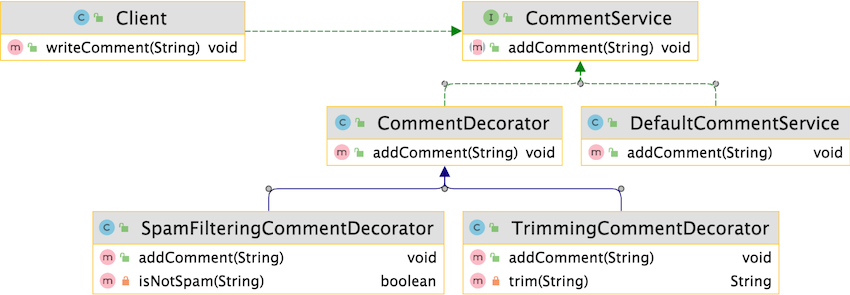 C Client
m writeComment(String) void
I CommentService
m addComment(String) void
C CommentDecorator
m addComment(String) void
C DefaultCommentService
m addComment(String) void
C SpamFilteringCommentDecorator
m addComment(String) void
m isNotSpam(String) boolean
C TrimmingCommentDecorator
m addComment(String) void
m trim(String) String